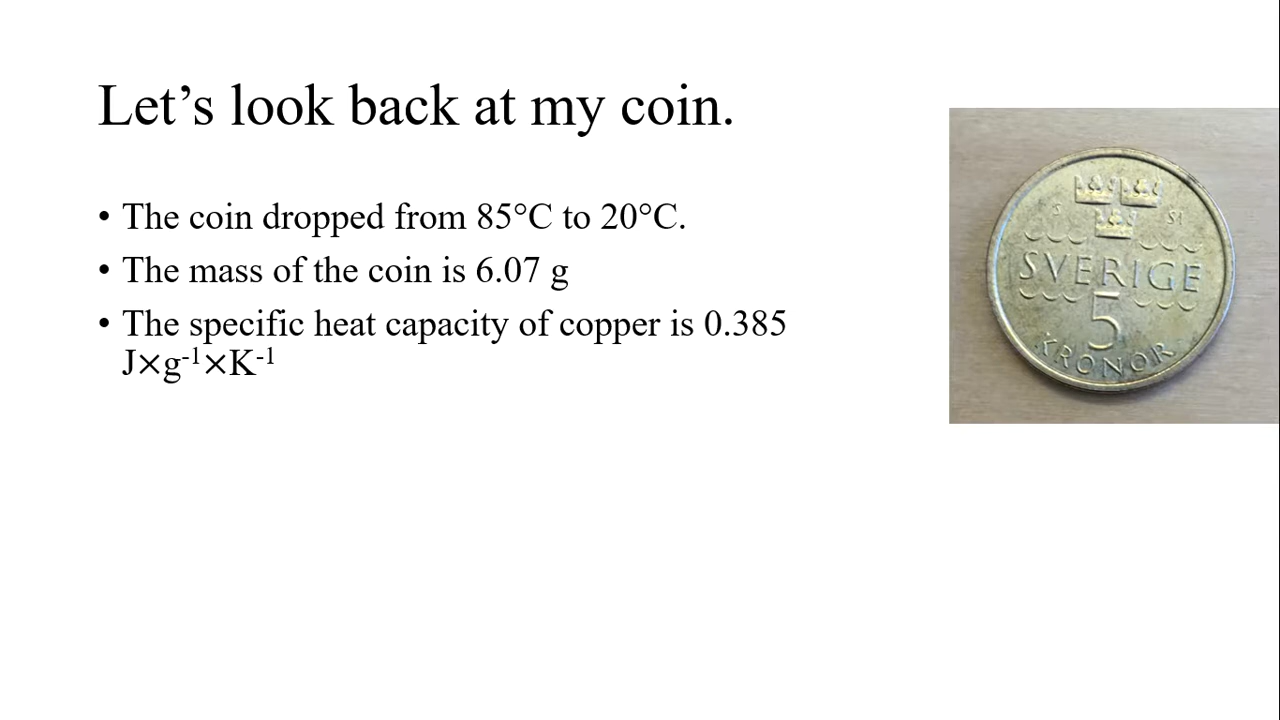 Let’s look back at my coin.
• The coin dropped from 85°C to 20°C.
• The mass of the coin is 6.07 g
• The specific heat capacity of copper is 0.385
J×g⁻¹×K⁻¹
SVERIGE
5
KRONOR